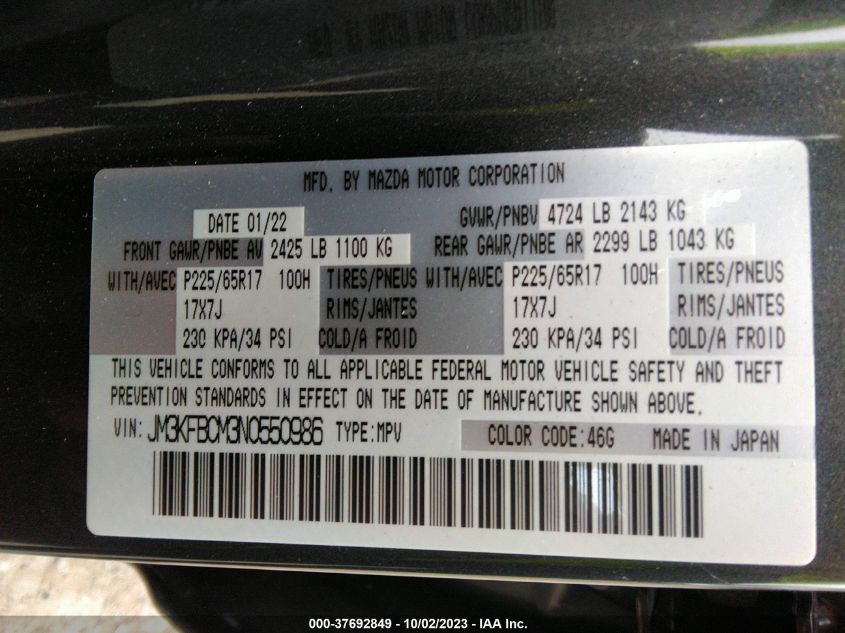 MFD. BY MAZDA MOTOR CORPORATION
DATE 01/22 GVWR/PNBV 4724 LB 2143 KG
FRONT GAWR/PNBE AV 2425 LB 1100 KG REAR GAWR/PNBE AR 2299 LB 1043 KG
WITH/AVEC P225/65R17 100H TIRES/PNEUS WITH/AVEC P225/65R17 100H TIRES/PNEUS
17X7J RIMS/JANTES 17X7J RIMS/JANTES
230 KPA/34 PSI COLD/A FROID 230 KPA/34 PSI COLD/A FROID
THIS VEHICLE CONFORMS TO ALL APPLICABLE FEDERAL MOTOR VEHICLE SAFETY AND THEFT
PREVENTION STANDARDS IN EFFECT ON THE DATE OF MANUFACTURE SHOWN ABOVE.
VIN: JM3KFBCM3N0550986 TYPE:MPV COLOR CODE:46G MADE IN JAPAN
000-37692849 - 10/02/2023 - IAA Inc.